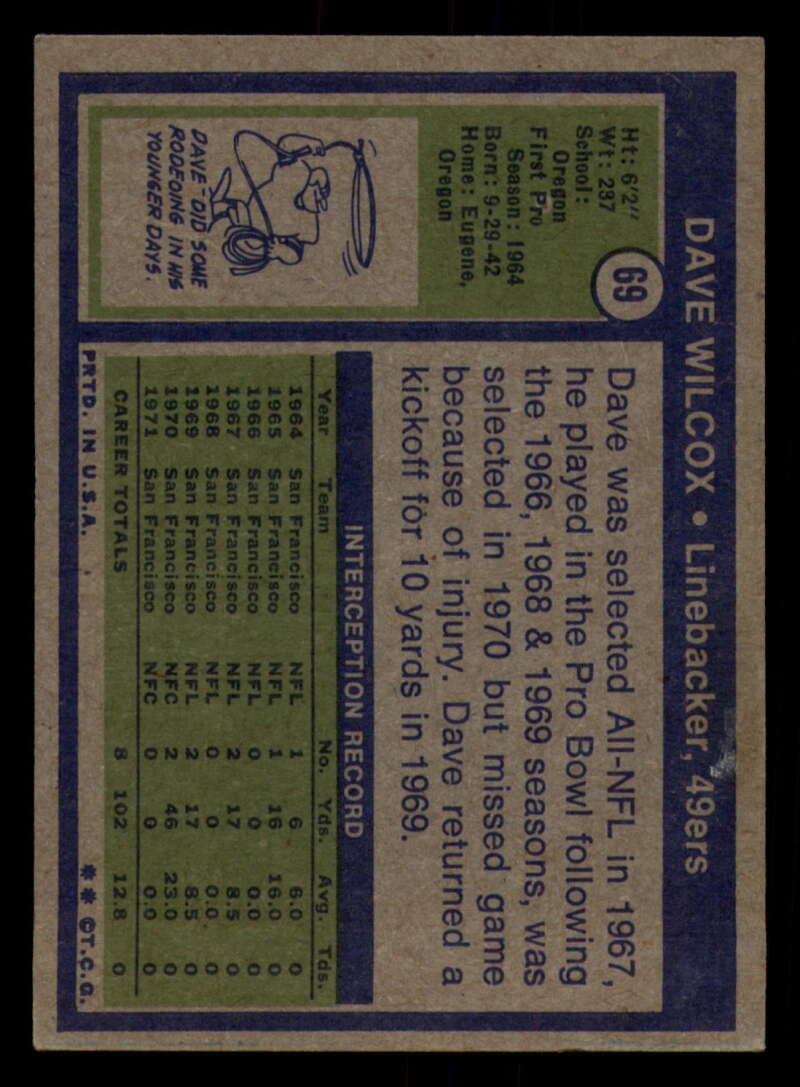 DAVE WILCOX • Linebacker, 49ers
69
Ht: 6'2"
Wt: 237
School:
Oregon
First Pro
Season: 1964
Born: 9-29-42
Home: Eugene,
Oregon
DAVE DID SOME
RODEOING IN HIS
YOUNGER DAYS.
Dave was selected All-NFL in 1967,
he played in the Pro Bowl following
the 1966, 1968 & 1969 seasons, was
selected in 1970 but missed game
because of injury. Dave returned a
kickoff for 10 yards in 1969.
INTERCEPTION RECORD
Year Team No. Yds. Avg. Tds.
1964 San Francisco NFL 1 6 6.0 0
1965 San Francisco NFL 1 16 16.0 0
1966 San Francisco NFL 0 0 0.0 0
1967 San Francisco NFL 2 17 8.5 0
1968 San Francisco NFL 0 0 0.0 0
1969 San Francisco NFL 2 17 8.5 0
1970 San Francisco NFC 2 46 23.0 0
1971 San Francisco NFC 0 0 0.0 0
CAREER TOTALS 8 102 12.8 0
PRTD. IN U.S.A. ** ©T.C.G.